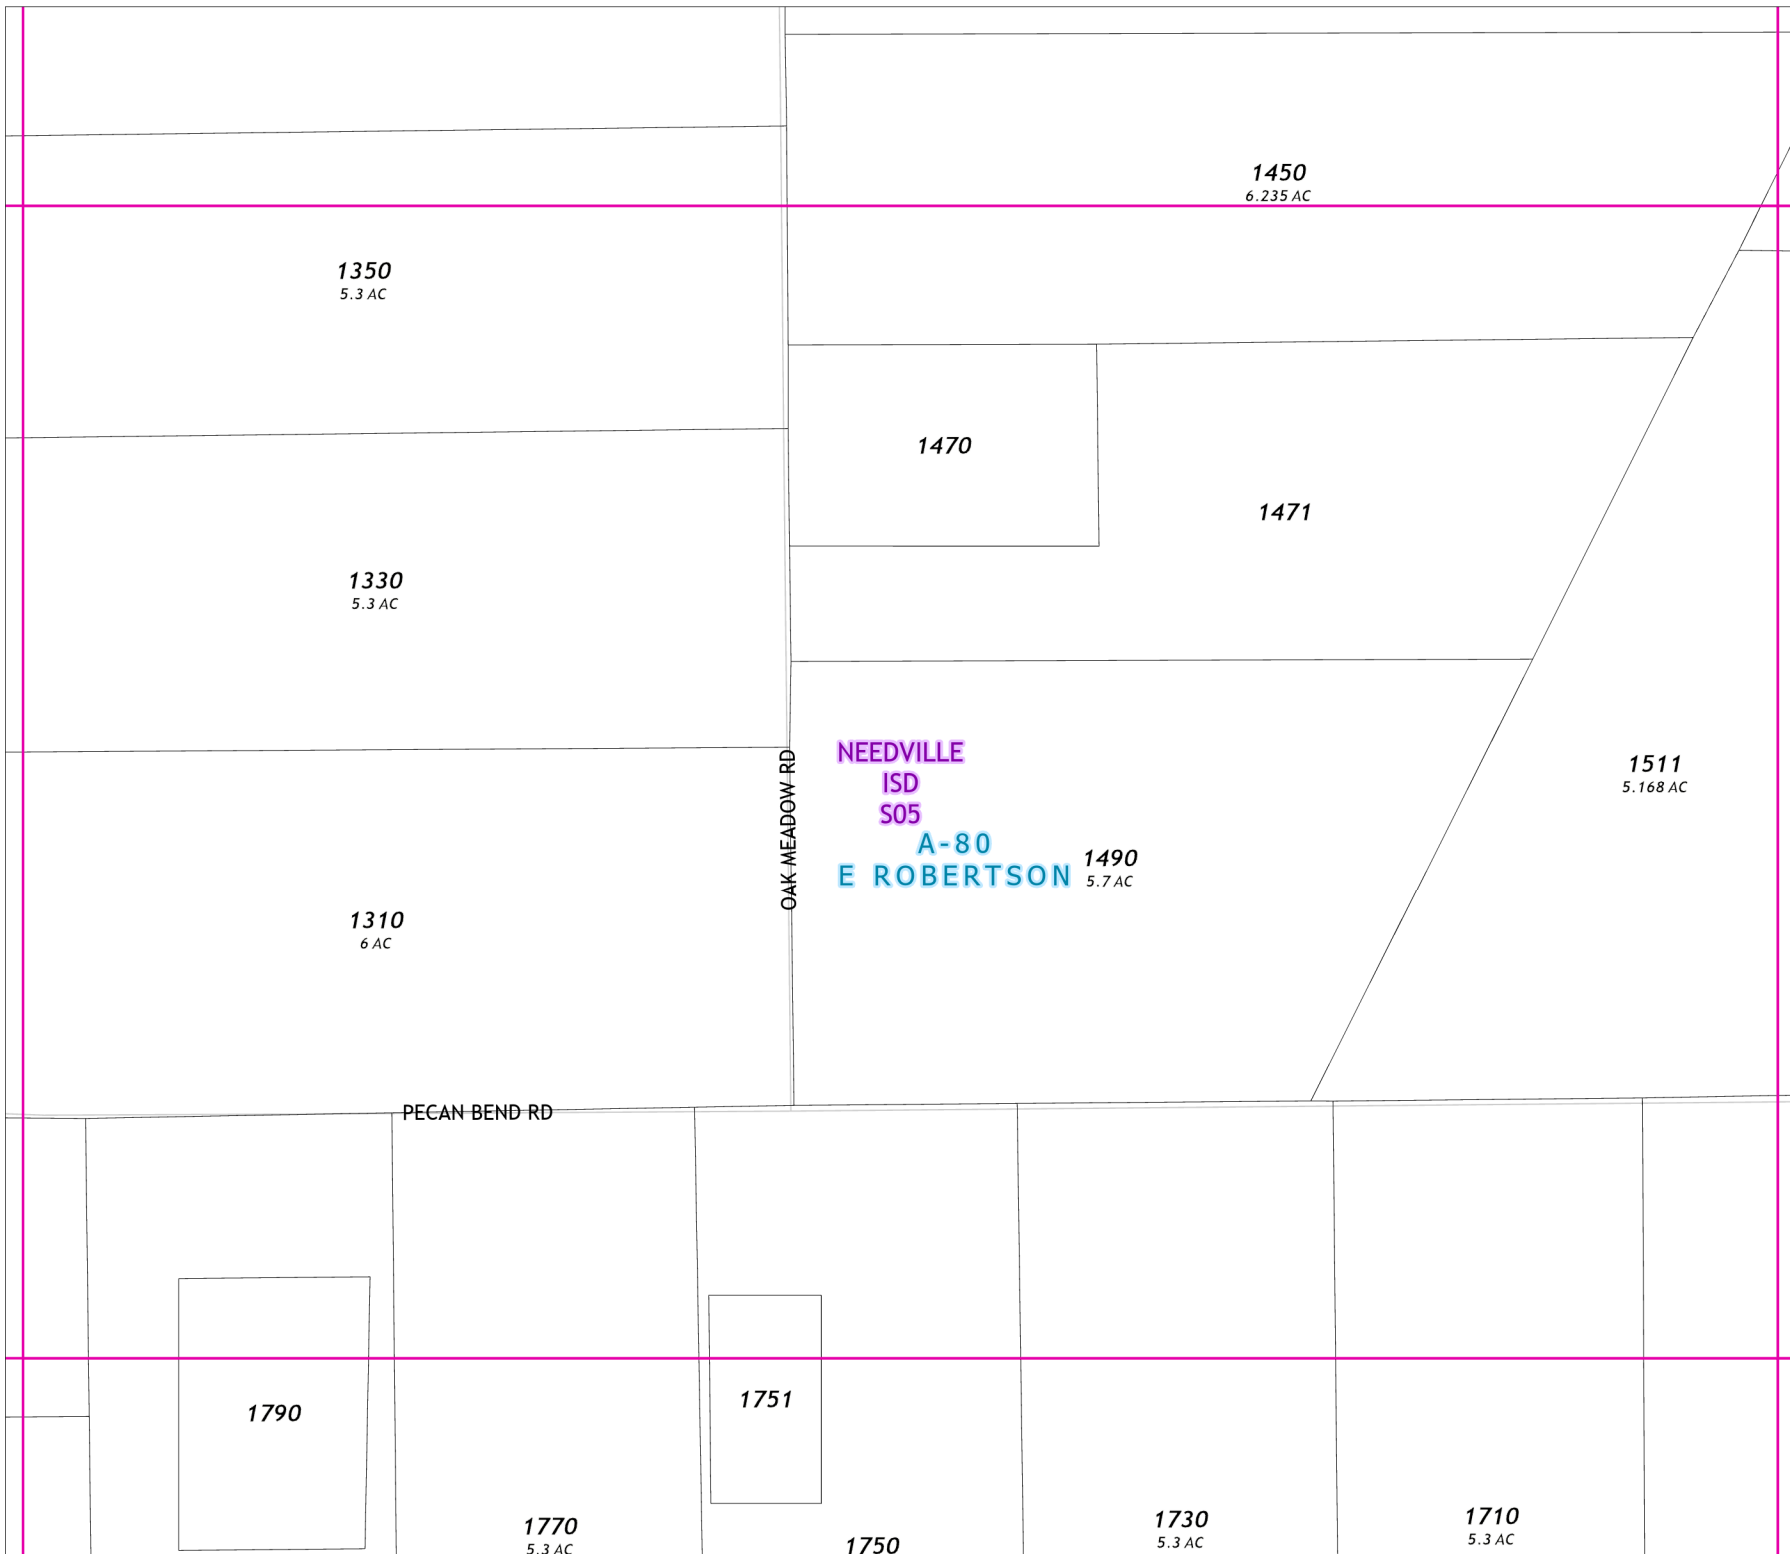 1450
6.235 AC
1350
5.3 AC
1470
1471
1330
5.3 AC
NEEDVILLE
ISD
S05
A-80
E ROBERTSON
OAK MEADOW RD
1511
5.168 AC
1490
5.7 AC
1310
6 AC
PECAN BEND RD
1790
1751
1770
5.3 AC
1750
1730
5.3 AC
1710
5.3 AC